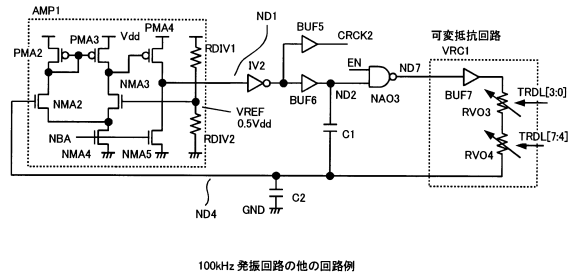 AMP1
PMA2
PMA3
Vdd
PMA4
RDIV1
ND1
BUF5
CRCK2
可変抵抗回路
VRC1
IV2
EN
ND7
NMA3
NMA2
BUF6
ND2
NAO3
BUF7
TRDL[3:0]
RVO3
VREF
0.5Vdd
NBA
RDIV2
C1
TRDL[7:4]
RVO4
NMA4
NMA5
ND4
GND
C2
100kHz 発振回路の他の回路例